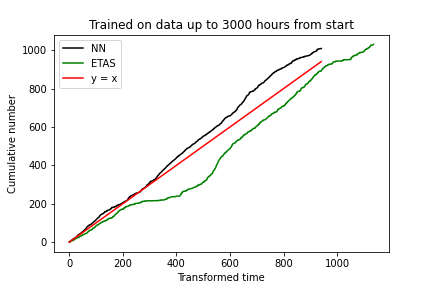 Trained on data up to 3000 hours from start
NN
ETAS
y = x
Cumulative number
1000
800
600
400
200
0
0 200 400 600 800 1000
Transformed time